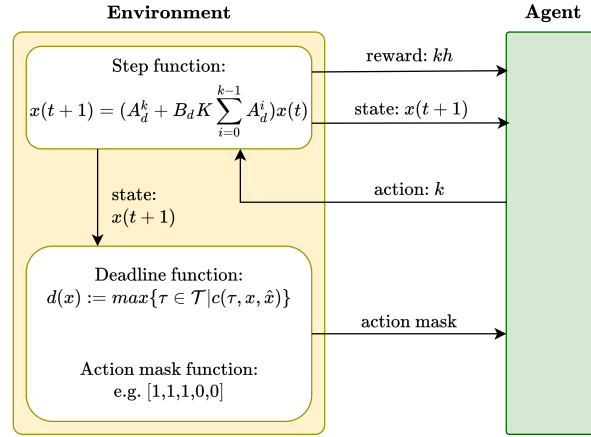 Environment
Agent
Step function:
x(t + 1) = (A_d^k + B_d K \sum_{i=0}^{k-1} A_d^i)x(t)
reward: kh
state: x(t + 1)
action: k
state:
x(t + 1)
Deadline function:
d(x) := max{τ ∈ 𝒯|c(τ, x, x̂)}
action mask
Action mask function:
e.g. [1,1,1,0,0]